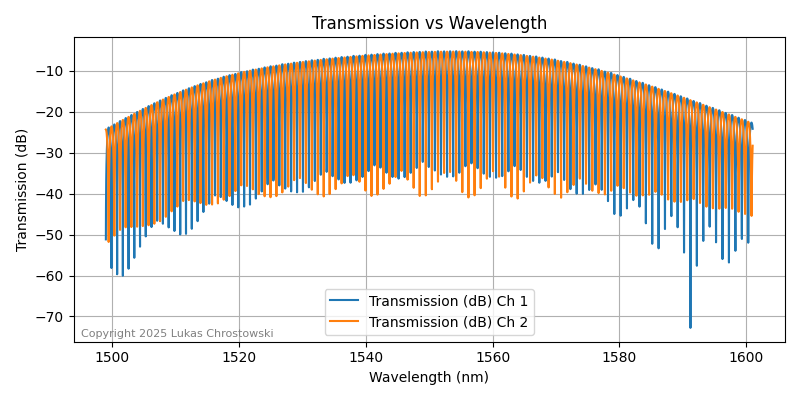 Transmission vs Wavelength
Transmission (dB)
−10
−20
−30
−40
−50
−60
−70
Transmission (dB) Ch 1
Transmission (dB) Ch 2
Copyright 2025 Lukas Chrostowski
1500 1520 1540 1560 1580 1600
Wavelength (nm)